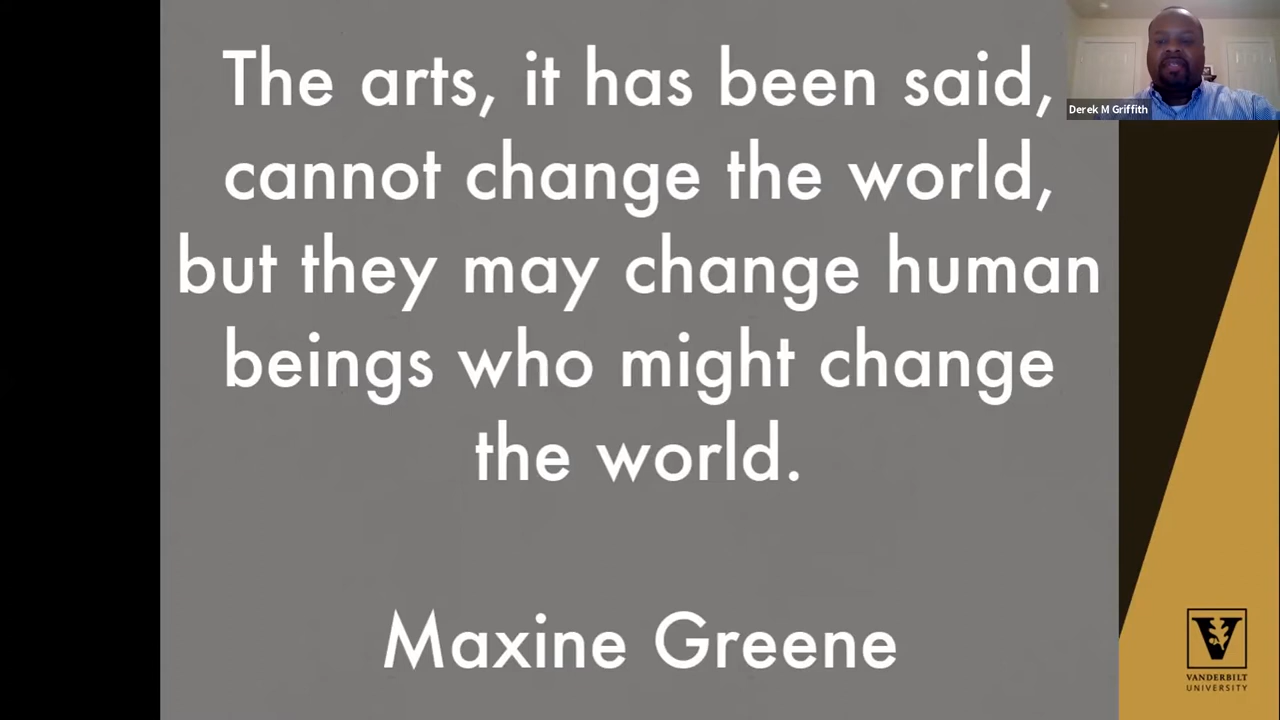 The arts, it has been said,
cannot change the world,
but they may change human
beings who might change
the world.
Maxine Greene
Derek M Griffith
V
VANDERBILT
UNIVERSITY